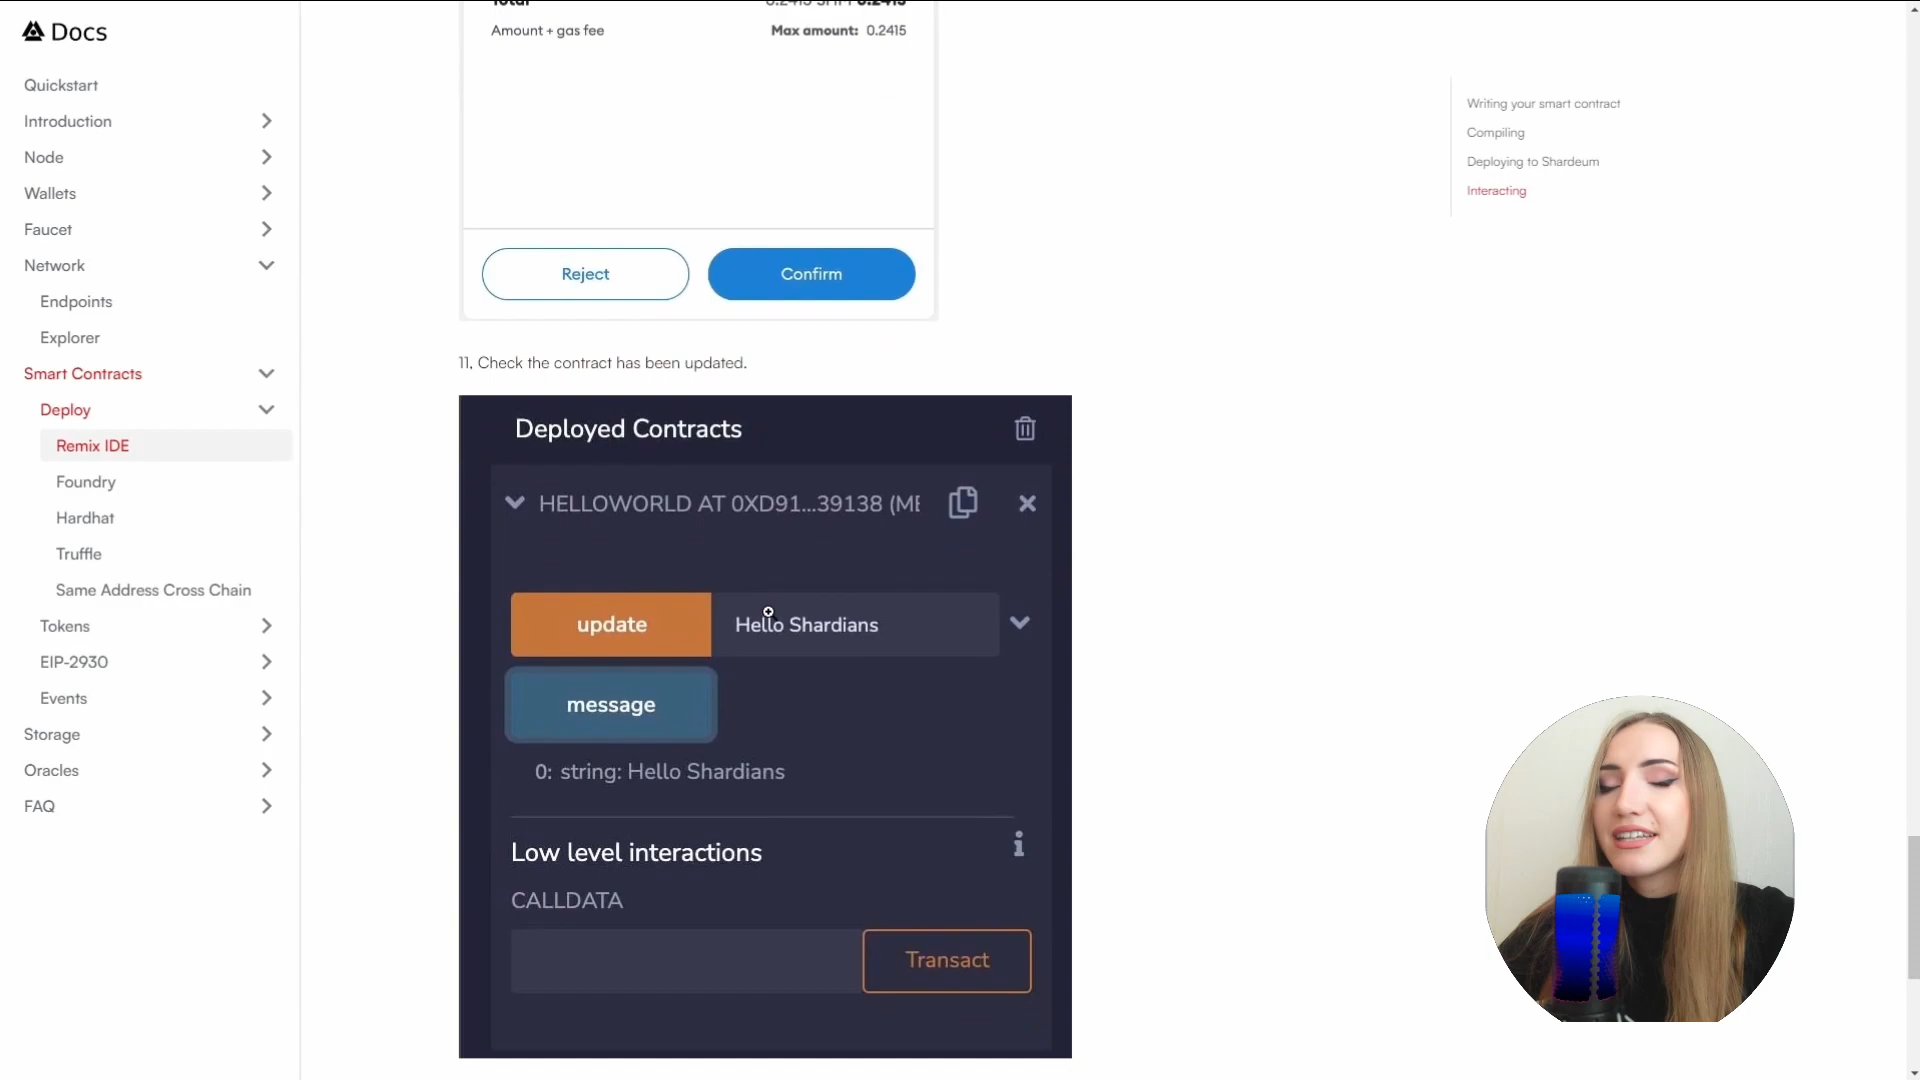 Docs
Quickstart
Introduction
Node
Wallets
Faucet
Network
Endpoints
Explorer
Smart Contracts
Deploy
Remix IDE
Foundry
Hardhat
Truffle
Same Address Cross Chain
Tokens
EIP-2930
Events
Storage
Oracles
FAQ
Total
Amount + gas fee
Max amount: 0.2415
Reject
Confirm
11, Check the contract has been updated.
Deployed Contracts
HELLOWORLD AT 0XD91...39138 (ME
update
Hello Shardians
message
0: string: Hello Shardians
Low level interactions
CALLDATA
Transact
Writing your smart contract
Compiling
Deploying to Shardeum
Interacting